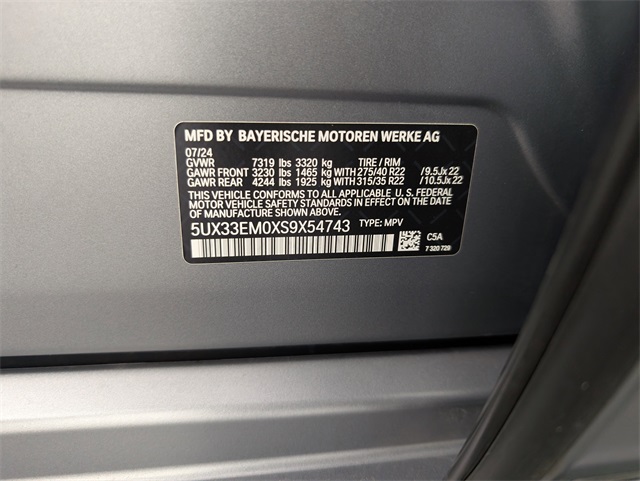 MFD BY BAYERISCHE MOTOREN WERKE AG
07/24
GVWR 7319 lbs 3320 kg TIRE / RIM
GAWR FRONT 3230 lbs 1465 kg WITH 275/40 R22 /9.5Jx22
GAWR REAR 4244 lbs 1925 kg WITH 315/35 R22 /10.5Jx22
THIS VEHICLE CONFORMS TO ALL APPLICABLE U. S. FEDERAL
MOTOR VEHICLE SAFETY STANDARDS IN EFFECT ON THE DATE
OF MANUFACTURE SHOWN ABOVE.
5UX33EM0XS9X54743 TYPE: MPV
C5A
7 320 729